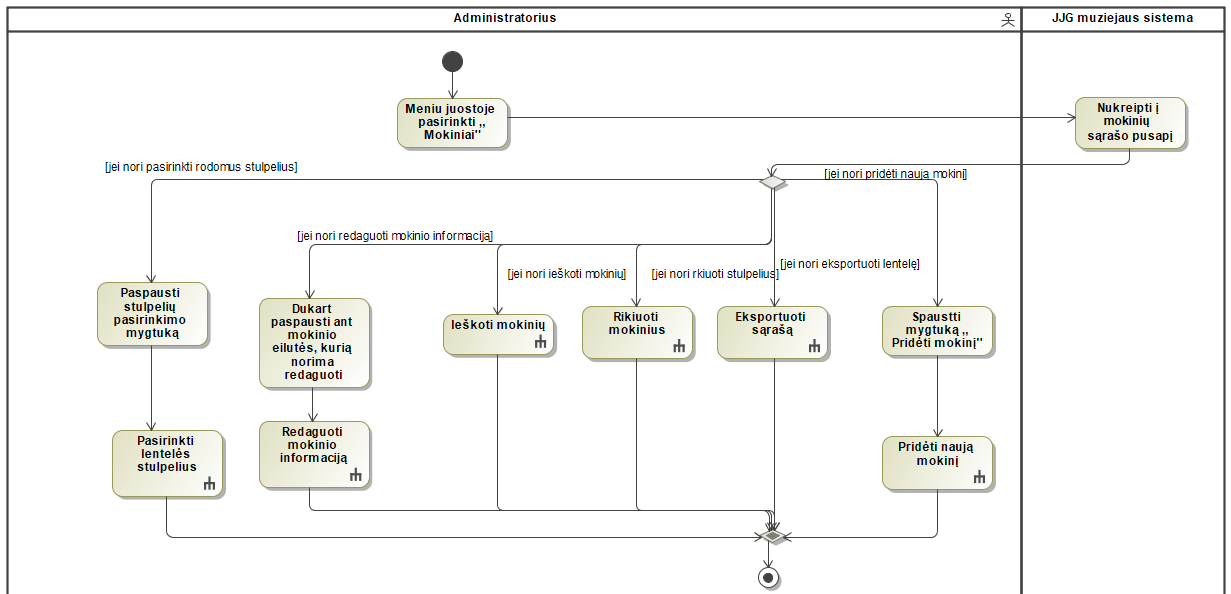 Administratorius
JJG muziejaus sistema
Meniu juostoje
pasirinkti ,,
Mokiniai"
Nukreipti į
mokinių
sąrašo pusapį
[jei nori pasirinkti rodomus stulpelius]
[jei nori pridėti naują mokinį]
[jei nori redaguoti mokinio informaciją]
[jei nori ieškoti mokinių]
[jei nori rkiuoti stulpelius]
[jei nori eksportuoti lentelę]
Paspausti
stulpelių
pasirinkimo
mygtuką
Dukart
paspausti ant
mokinio
eilutės, kurią
norima
redaguoti
Ieškoti mokinių
Rikiuoti
mokinius
Eksportuoti
sąrašą
Spaustti
mygtuką ,,
Pridėti mokinį"
Pasirinkti
lentelės
stulpelius
Redaguoti
mokinio
informaciją
Pridėti naują
mokinį